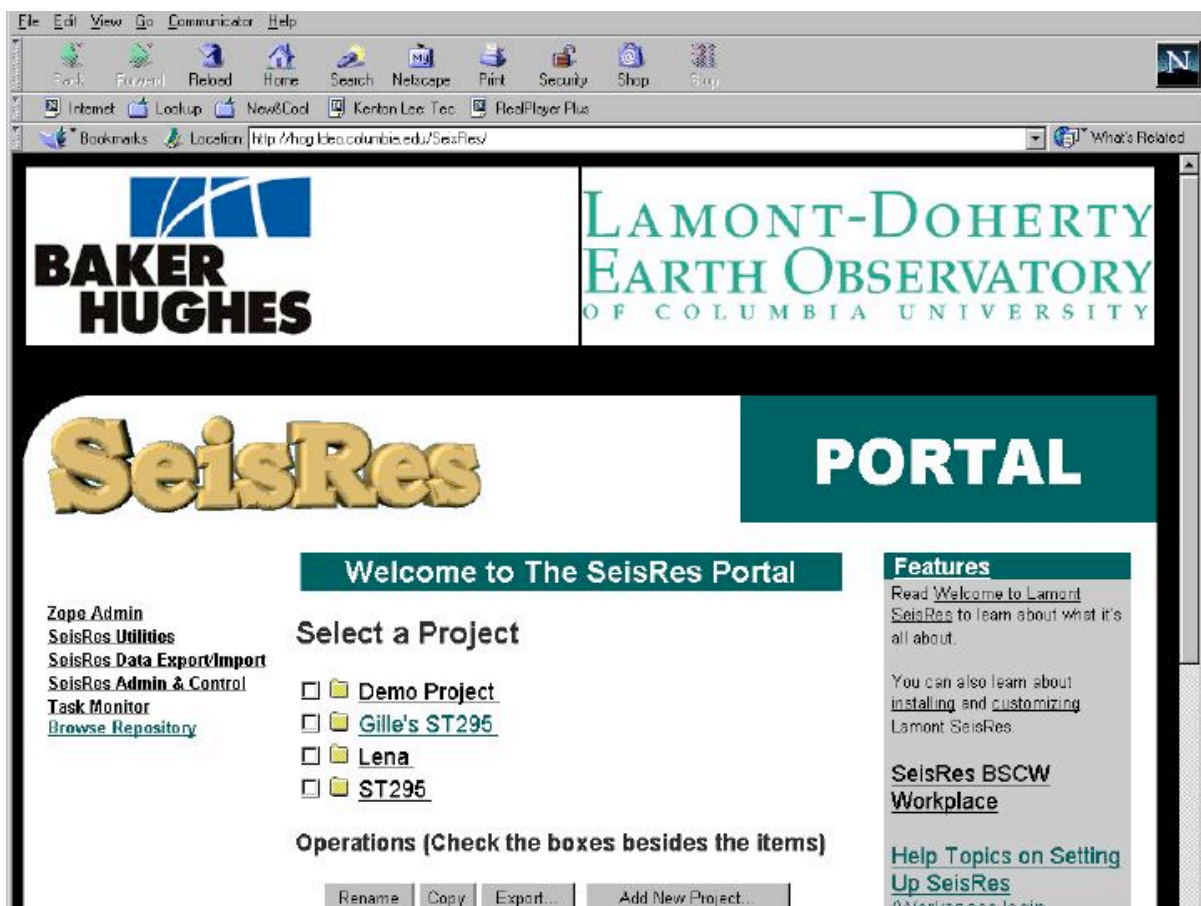 File Edit View Go Communicator Help
Back Forward Reload Home Search Netscape Print Security Shop Stop
Internet Lookup New&Cool Kenton Lee: Tec RealPlayer Plus
Bookmarks Location http://hog.ldeo.columbia.edu/SeisRes/ What's Related
BAKER
HUGHES
LAMONT-DOHERTY
EARTH OBSERVATORY
OF COLUMBIA UNIVERSITY
SeisRes
PORTAL
Welcome to The SeisRes Portal
Zope Admin
SeisRes Utilities
SeisRes Data Export/Import
SeisRes Admin & Control
Task Monitor
Browse Repository
Select a Project
Demo Project
Gille's ST295
Lena
ST295
Operations (Check the boxes besides the items)
Rename Copy Export... Add New Project...
Features
Read Welcome to Lamont
SeisRes to learn about what it's
all about.
You can also learn about
installing and customizing
Lamont SeisRes.
SeisRes BSCW
Workplace
Help Topics on Setting
Up SeisRes